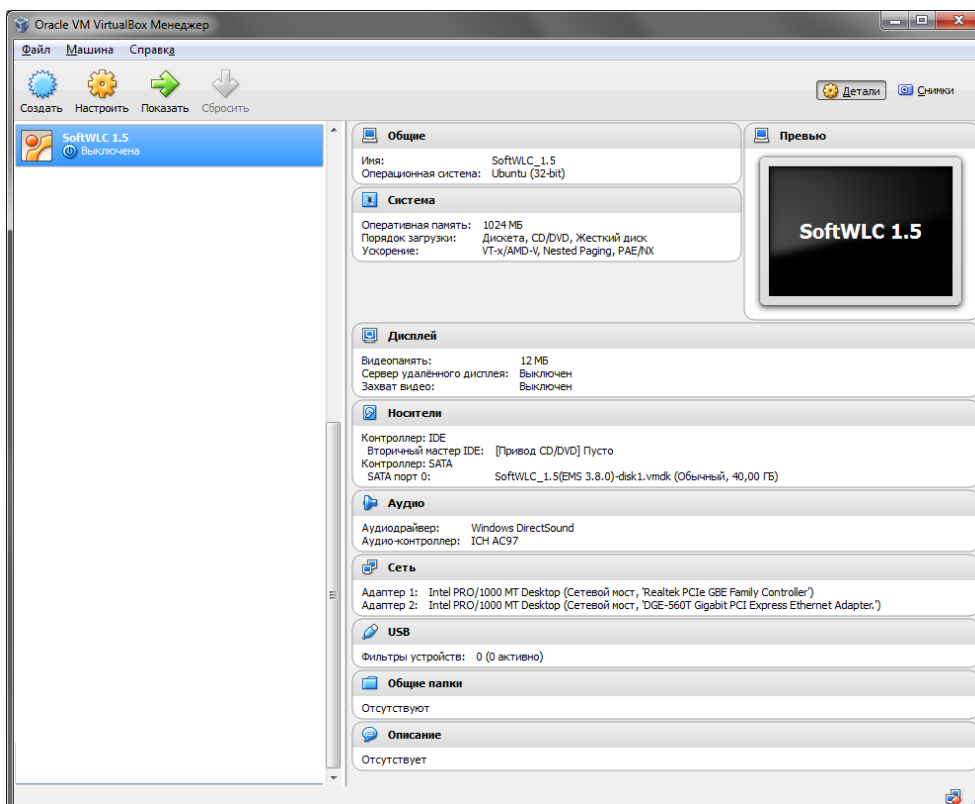 Oracle VM VirtualBox Менеджер
Файл Машина Справка
Создать Настроить Показать Сбросить
Детали Снимки
SoftWLC 1.5
Выключена
Общие
Имя: SoftWLC_1.5
Операционная система: Ubuntu (32-bit)
Превью
SoftWLC 1.5
Система
Оперативная память: 1024 МБ
Порядок загрузки: Дискета, CD/DVD, Жесткий диск
Ускорение: VT-x/AMD-V, Nested Paging, PAE/NX
Дисплей
Видеопамять: 12 МБ
Сервер удалённого дисплея: Выключен
Захват видео: Выключен
Носители
Контроллер: IDE
Вторичный мастер IDE: [Привод CD/DVD] Пусто
Контроллер: SATA
SATA порт 0: SoftWLC_1.5(EMS 3.8.0)-disk1.vmdk (Обычный, 40,00 ГБ)
Аудио
Аудиодрайвер: Windows DirectSound
Аудио-контроллер: ICH AC97
Сеть
Адаптер 1: Intel PRO/1000 MT Desktop (Сетевой мост, 'Realtek PCIe GBE Family Controller')
Адаптер 2: Intel PRO/1000 MT Desktop (Сетевой мост, 'DGE-560T Gigabit PCI Express Ethernet Adapter.')
USB
Фильтры устройств: 0 (0 активно)
Общие папки
Отсутствуют
Описание
Отсутствует